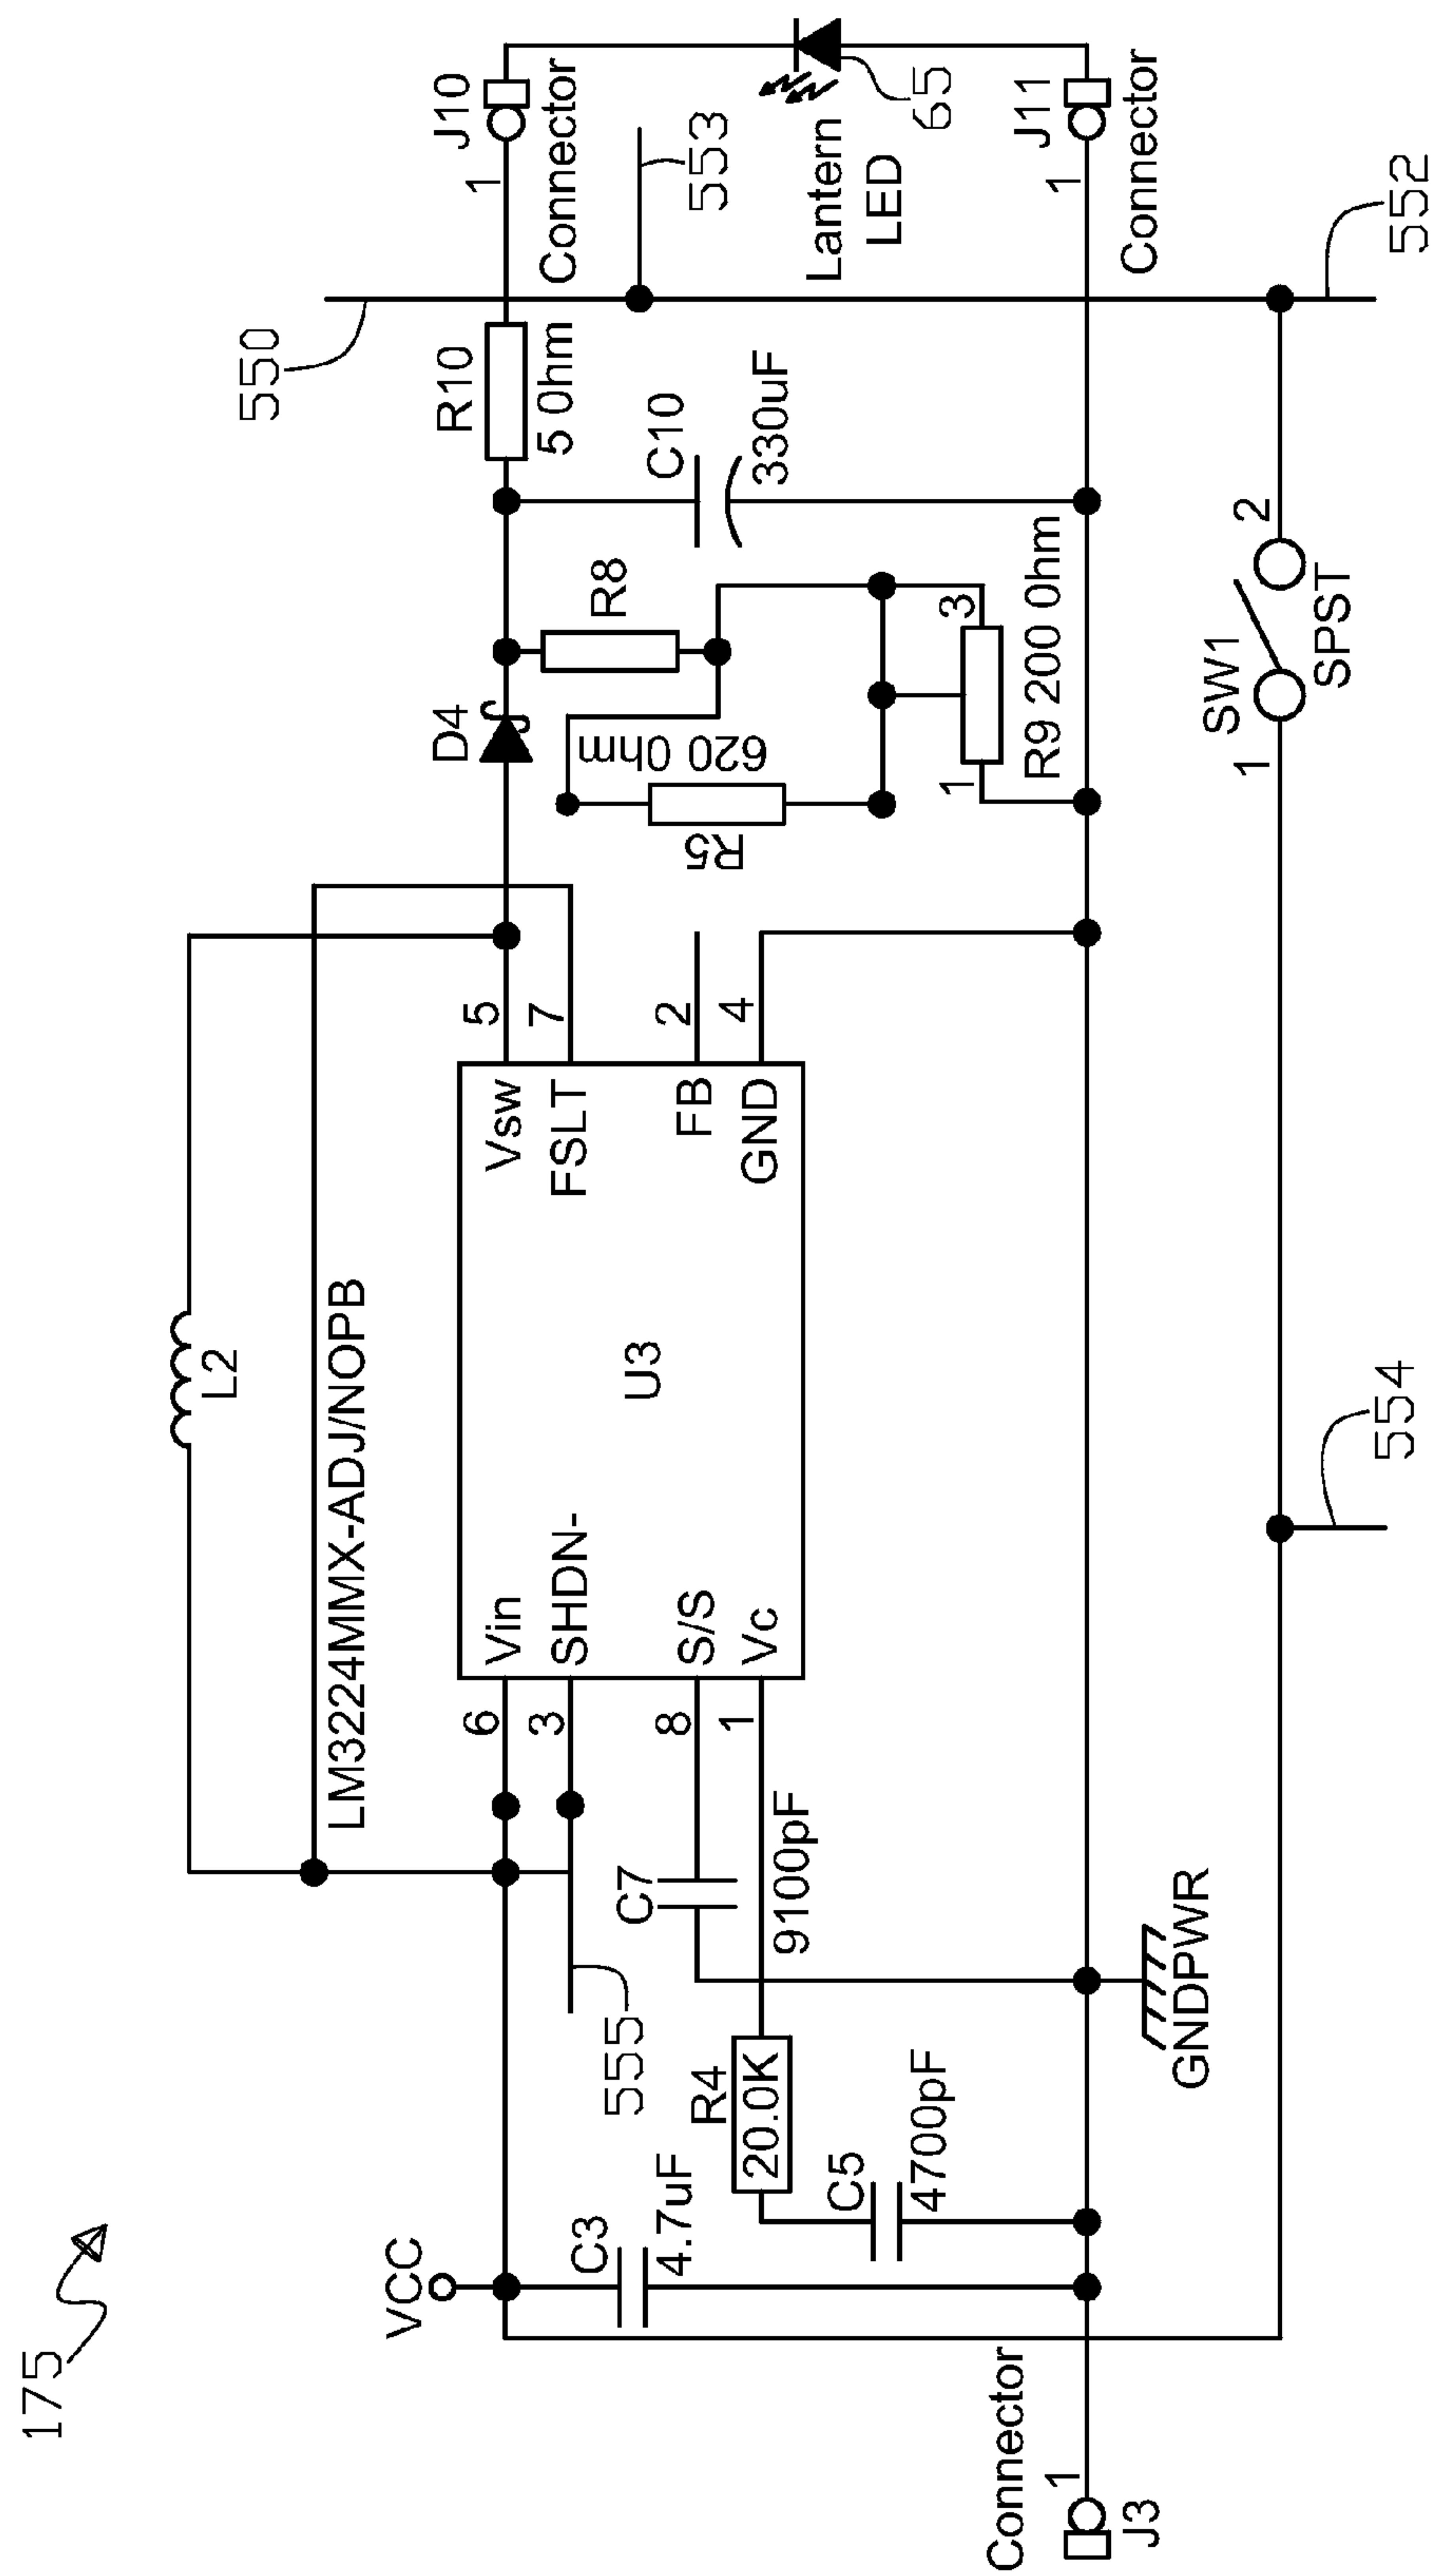 175
L2
LM3224MMX-ADJ/NOPB
550
VCC
6
Vin
Vsw
5
D4
R10
5 Ohm
1
J10
Connector
3
SHDN-
FSLT
7
555
C3
4.7uF
C7
9100pF
8
S/S
U3
FB
2
R8
C10
330uF
553
R4
20.0K
1
Vc
GND
4
R5
620 Ohm
Lantern
LED
65
C5
4700pF
1
3
R9 200 Ohm
Connector
1
J3
GNDPWR
J11
1
Connector
SW1
1
2
SPST
554
552